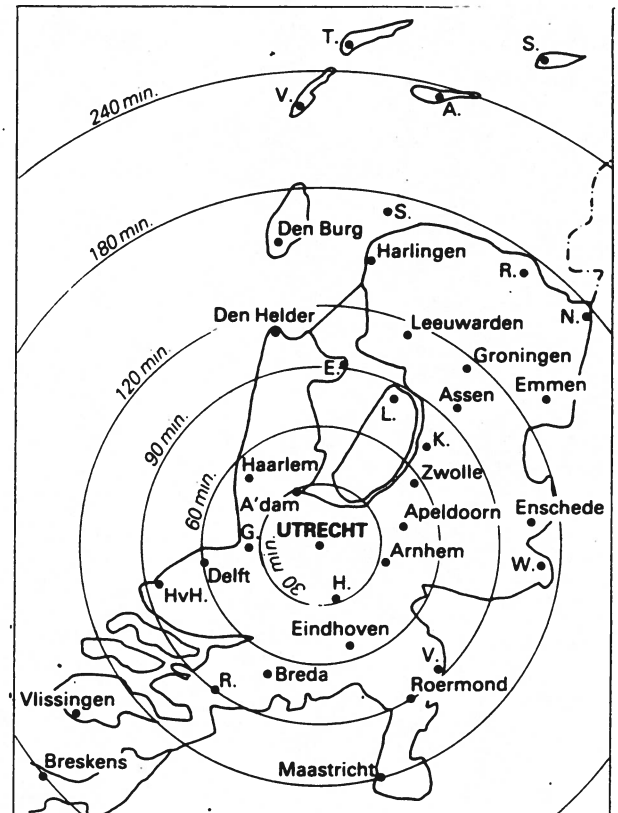 T.
S.
240 min.
V.
A.
180 min.
S.
Den Burg
Harlingen
R.
Den Helder
N.
Leeuwarden
120 min.
E.
Groningen
Assen
Emmen
L.
90 min.
K.
Haarlem
Zwolle
60 min.
A'dam
Apeldoorn
Enschede
G.
UTRECHT
30 min
Arnhem
Delft
W.
HvH.
H.
Eindhoven
V.
R.
Breda
Roermond
Vlissingen
Breskens
Maastricht